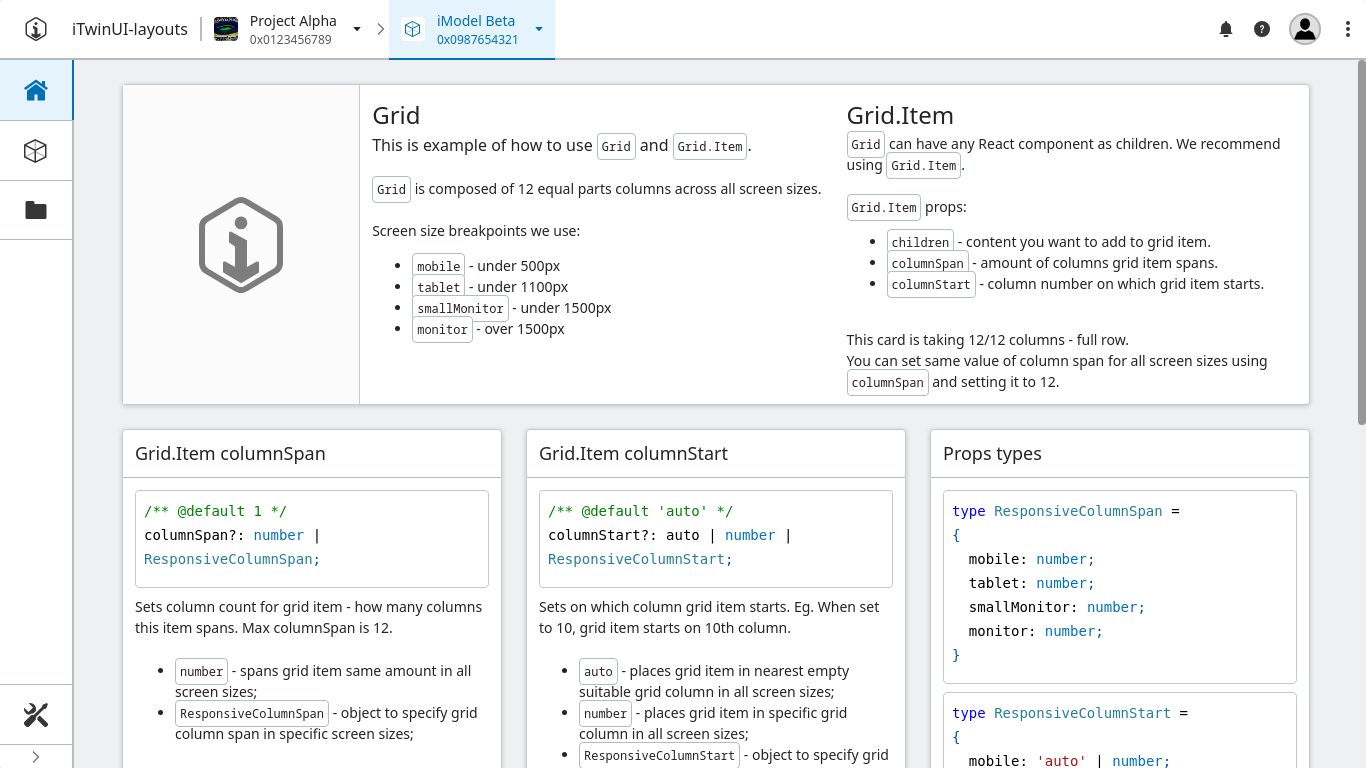 iTwinUI-layouts
Project Alpha
0x0123456789
iModel Beta
0x0987654321
Grid
This is example of how to use Grid and Grid.Item.
Grid is composed of 12 equal parts columns across all screen sizes.
Screen size breakpoints we use:
mobile - under 500px
tablet - under 1100px
smallMonitor - under 1500px
monitor - over 1500px
Grid.Item
Grid can have any React component as children. We recommend
using Grid.Item.
Grid.Item props:
children - content you want to add to grid item.
columnSpan - amount of columns grid item spans.
columnStart - column number on which grid item starts.
This card is taking 12/12 columns - full row.
You can set same value of column span for all screen sizes using
columnSpan and setting it to 12.
Grid.Item columnSpan
/** @default 1 */
columnSpan?: number |
ResponsiveColumnSpan;
Sets column count for grid item - how many columns
this item spans. Max columnSpan is 12.
number - spans grid item same amount in all
screen sizes;
ResponsiveColumnSpan - object to specify grid
column span in specific screen sizes;
Grid.Item columnStart
/** @default 'auto' */
columnStart?: auto | number |
ResponsiveColumnStart;
Sets on which column grid item starts. Eg. When set
to 10, grid item starts on 10th column.
auto - places grid item in nearest empty
suitable grid column in all screen sizes;
number - places grid item in specific grid
column in all screen sizes;
ResponsiveColumnStart - object to specify grid
Props types
type ResponsiveColumnSpan =
{
mobile: number;
tablet: number;
smallMonitor: number;
monitor: number;
}
type ResponsiveColumnStart =
{
mobile: 'auto' | number;